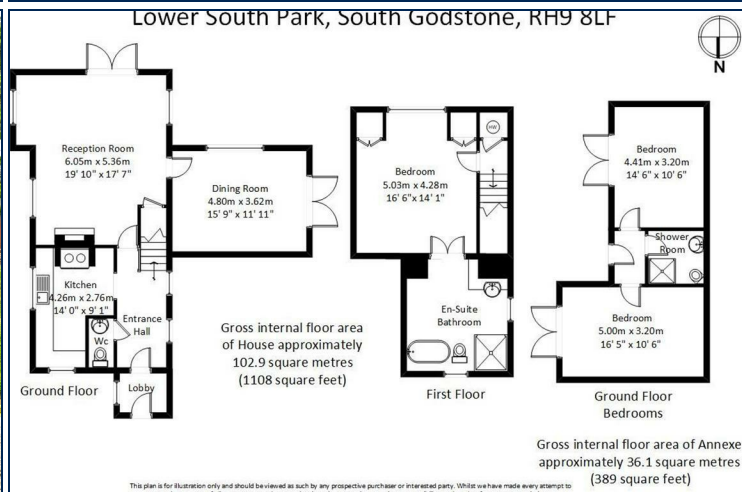 Lower South Park, South Godstone, RH9 8LF
N
Reception Room
6.05m x 5.36m
19' 10" x 17' 7"
Dining Room
4.80m x 3.62m
15' 9" x 11' 11"
Kitchen
4.26m x 2.76m
14' 0" x 9' 1"
Entrance
Hall
Wc
Lobby
Ground Floor
Gross internal floor area
of House approximately
102.9 square metres
(1108 square feet)
HW
Bedroom
5.03m x 4.28m
16' 6"x 14' 1"
En-Suite
Bathroom
First Floor
Bedroom
4.41m x 3.20m
14' 6" x 10' 6"
Shower
Room
Bedroom
5.00m x 3.20m
16' 5" x 10' 6"
Ground Floor
Bedrooms
Gross internal floor area of Annexe
approximately 36.1 square metres
(389 square feet)
This plan is for illustration only and should be viewed as such by any prospective purchaser or interested party. Whilst we have made every attempt to